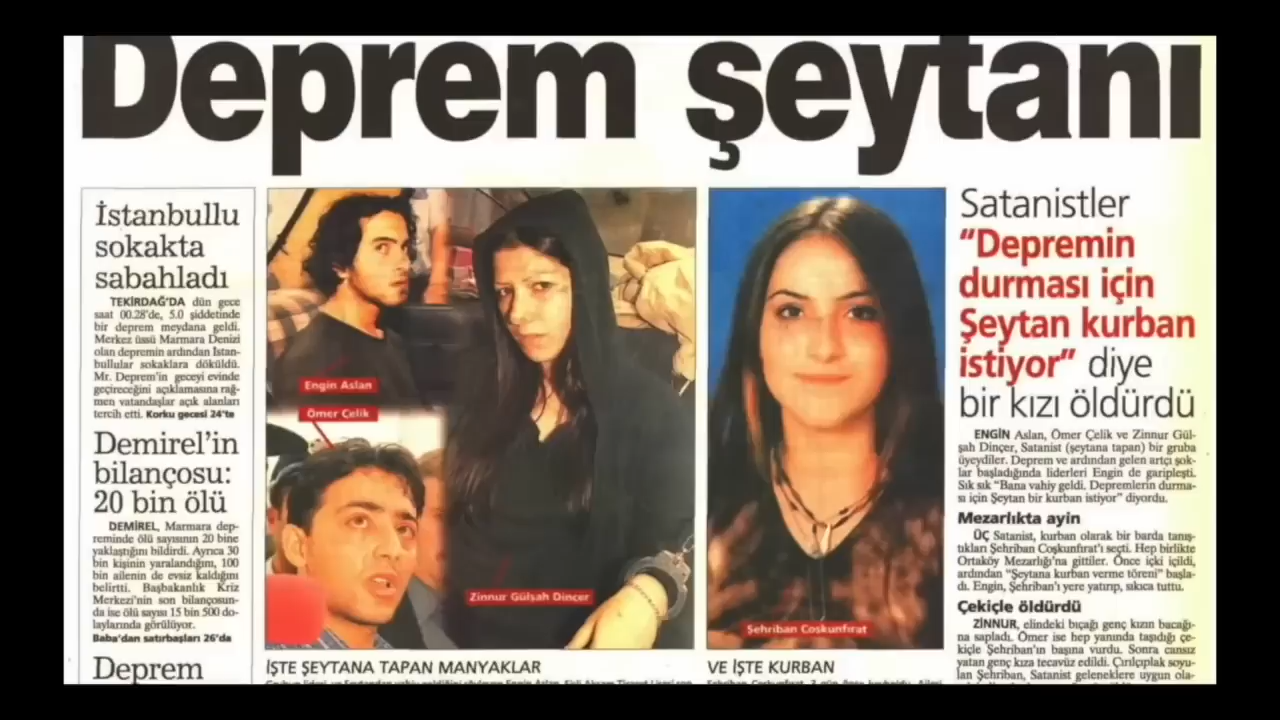 Deprem şeytanı
İstanbullu
sokakta
sabahladı
TEKİRDAĞ'DA dün gece
saat 00.28'de, 5.0 şiddetinde
bir deprem meydana geldi.
Merkez üssü Marmara Denizi
olan depremin ardından İstan-
bullular sokaklara döküldü.
Mr. Deprem'in geceyi evinde
geçireceğini açıklamasına rağ-
men vatandaşlar açık alanları
tercih etti. Korku gecesi 24'te
Demirel'in
bilançosu:
20 bin ölü
DEMİREL, Marmara dep-
reminde ölü sayısının 20 bine
yaklaştığını bildirdi. Ayrıca 30
bin kişinin yaralandığını, 100
bin ailenin de evsiz kaldığını
belirtti. Başbakanlık Kriz
Merkezi'nin son bilançosun-
da ise ölü sayısı 15 bin 500 do-
laylarında görülüyor.
Baba'dan satırbaşları 26'da
Deprem
Engin Aslan
Ömer Çelik
Zinnur Gülşah Dinçer
İŞTE ŞEYTANA TAPAN MANYAKLAR
Şehriban Coşkunfırat
VE İŞTE KURBAN
Satanistler
“Depremin
durması için
Şeytan kurban
istiyor” diye
bir kızı öldürdü
ENGİN Aslan, Ömer Çelik ve Zinnur Gül-
şah Dinçer, Satanist (şeytana tapan) bir gruba
üyeydiler. Deprem ve ardından gelen artçı şok-
lar başladığında liderleri Engin de garipleşti.
Sık sık “Bana vahiy geldi. Depremlerin durma-
sı için Şeytan bir kurban istiyor” diyordu.
Mezarlıkta ayin
ÜÇ Satanist, kurban olarak bir barda tanış-
tıkları Şehriban Coşkunfırat'ı seçti. Hep birlikte
Ortaköy Mezarlığı'na gittiler. Önce içki içildi,
ardından “Şeytana kurban verme töreni” başla-
dı. Engin, Şehriban'ı yere yatırıp, sıkıca tuttu.
Çekiçle öldürdü
ZİNNUR, elindeki bıçağı genç kızın bacağı-
na sapladı. Ömer ise hep yanında taşıdığı çe-
kiçle Şehriban'ın başına vurdu. Sonra cansız
yatan genç kıza tecavüz edildi. Çırılçıplak soyu-
lan Şehriban, Satanist geleneklere uygun ola-